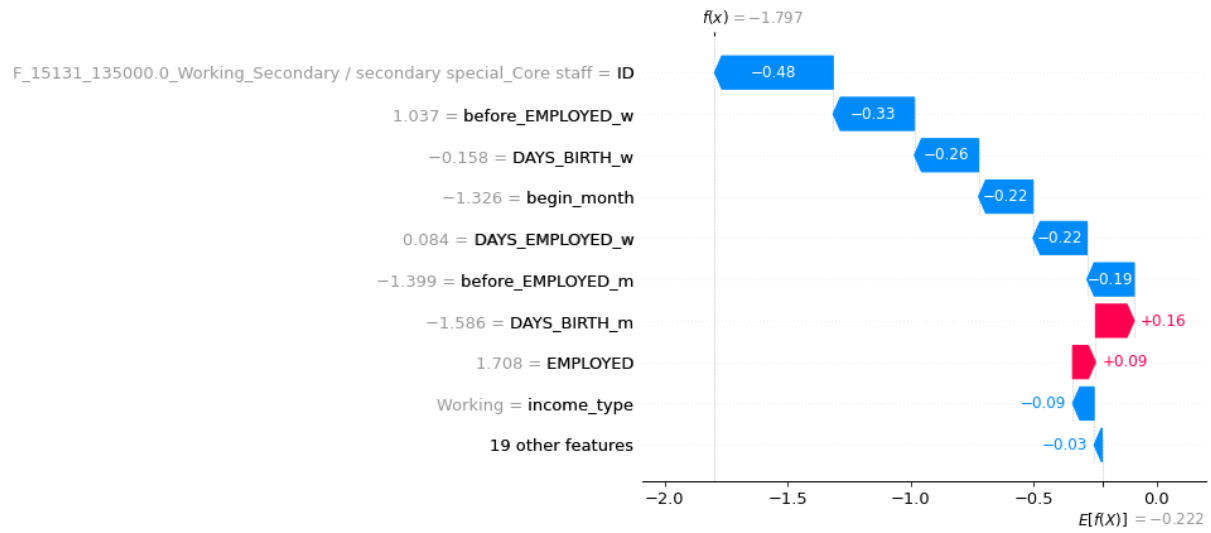 f(x) = −1.797
F_15131_135000.0_Working_Secondary / secondary special_Core staff = ID
−0.48
1.037 = before_EMPLOYED_w
−0.33
−0.158 = DAYS_BIRTH_w
−0.26
−1.326 = begin_month
−0.22
0.084 = DAYS_EMPLOYED_w
−0.22
−1.399 = before_EMPLOYED_m
−0.19
−1.586 = DAYS_BIRTH_m
+0.16
1.708 = EMPLOYED
+0.09
Working = income_type
−0.09
19 other features
−0.03
−2.0 −1.5 −1.0 −0.5 0.0
E[f(X)] = −0.222